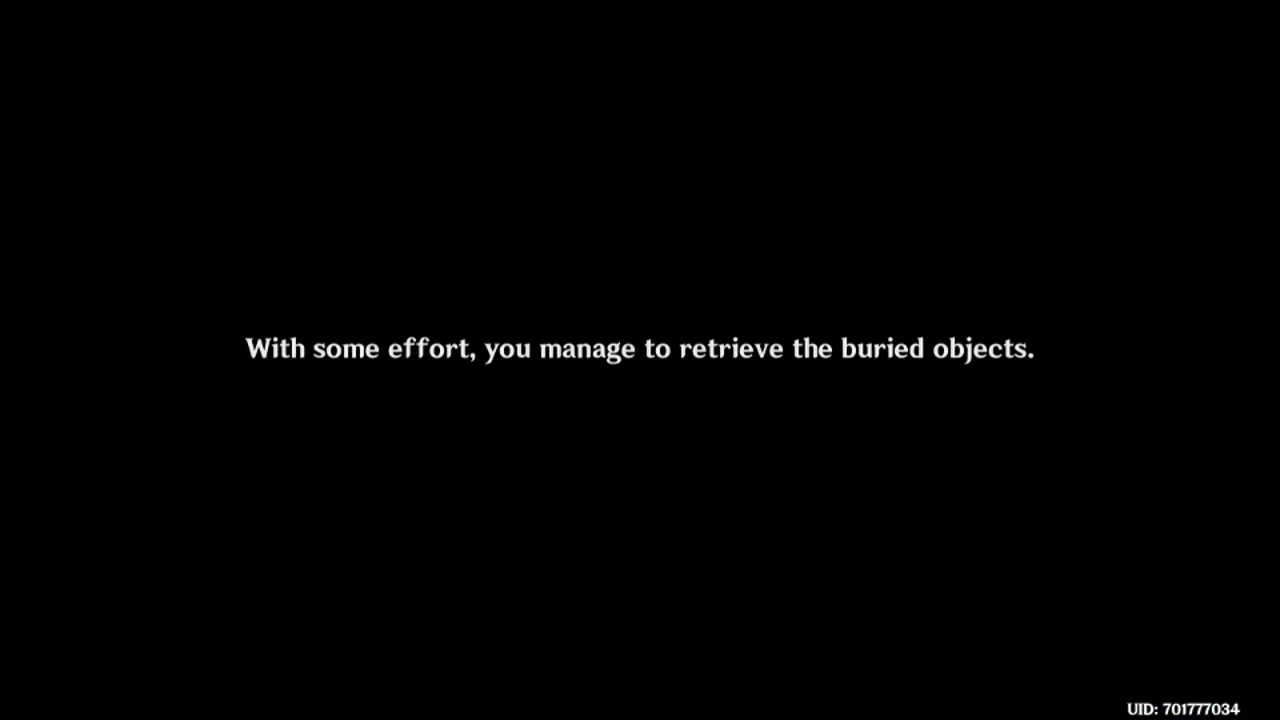 With some effort, you manage to retrieve the buried objects.
UID: 701777034